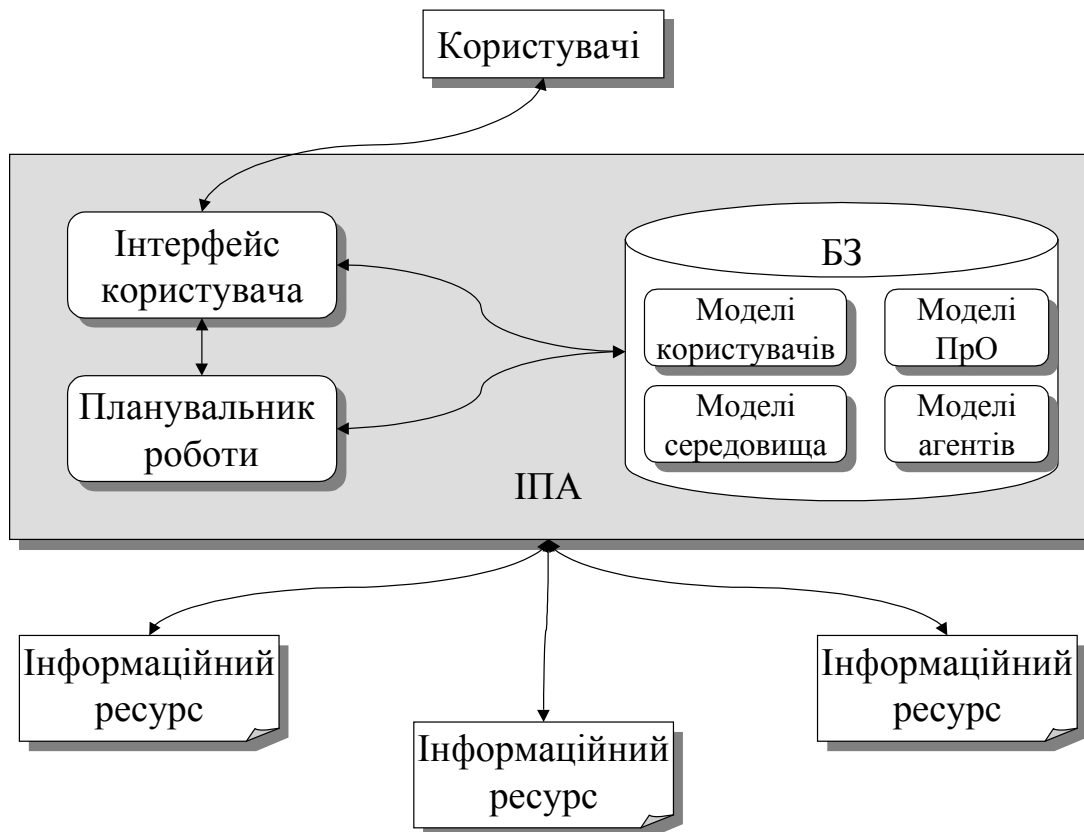 Користувачі
Інтерфейс
користувача
Планувальник
роботи
БЗ
Моделі
користувачів
Моделі
ПрО
Моделі
середовища
Моделі
агентів
ІПА
Інформаційний
ресурс
Інформаційний
ресурс
Інформаційний
ресурс